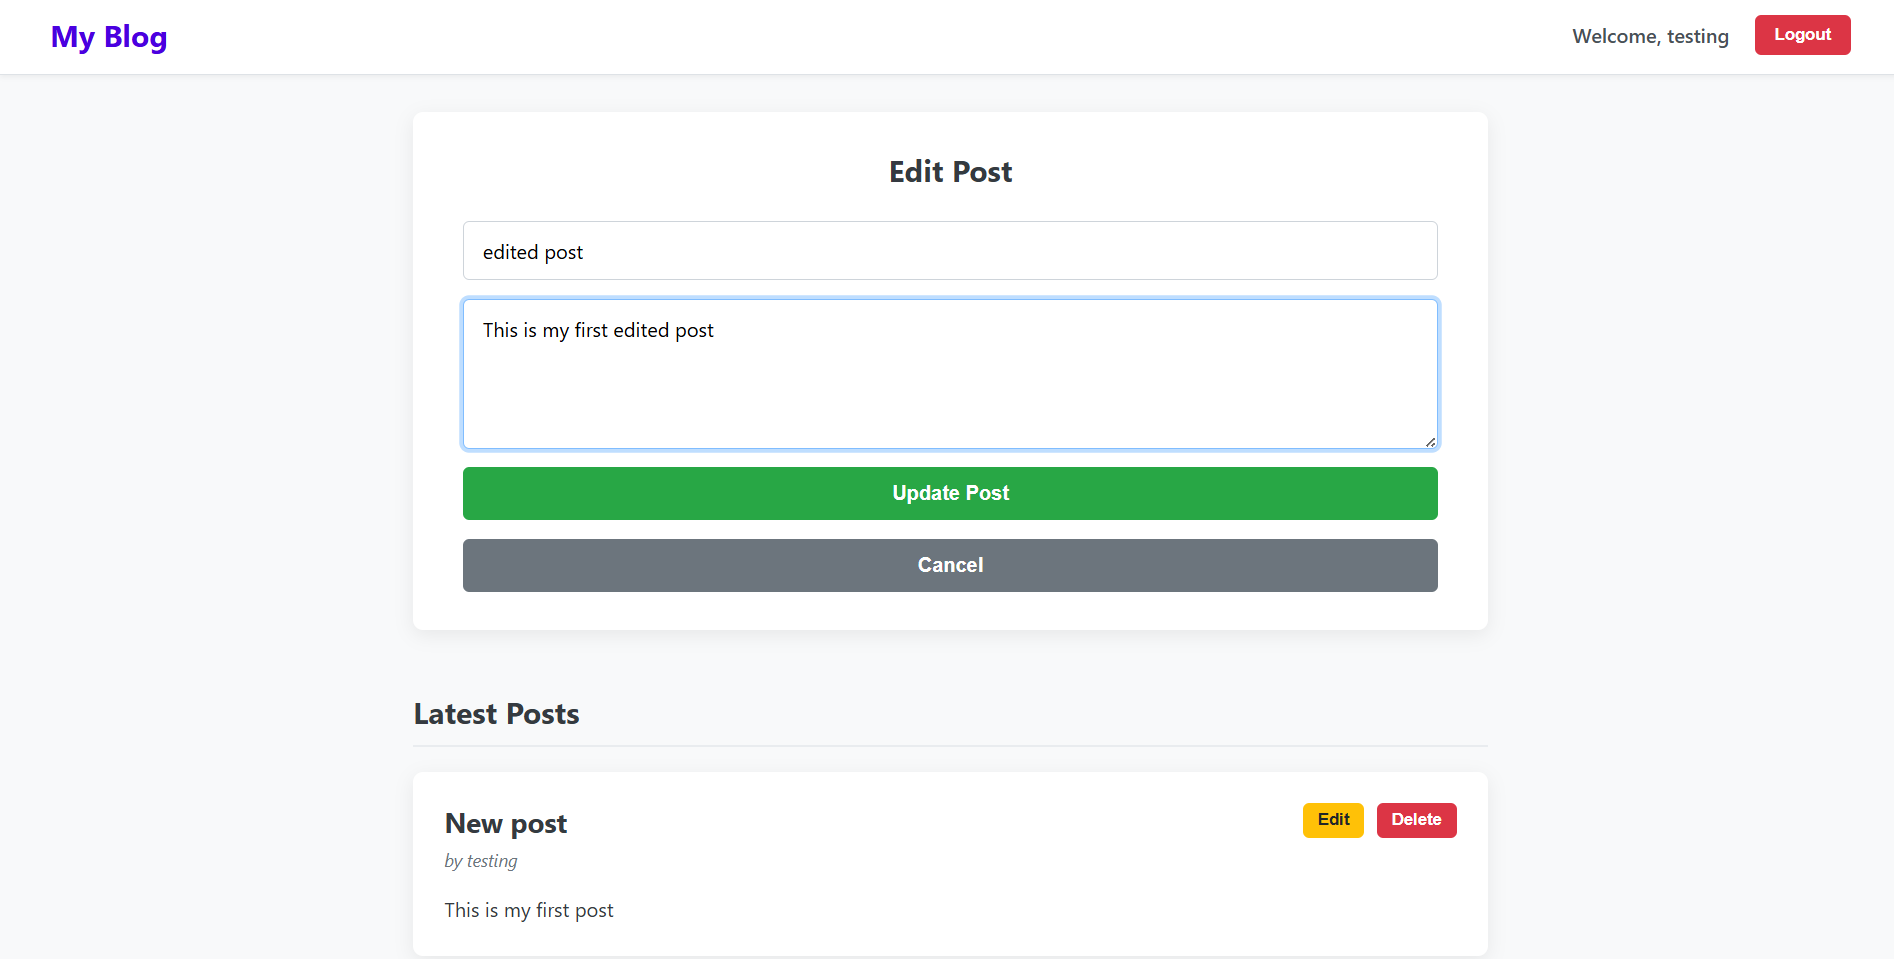 My Blog
Welcome, testing
Logout
Edit Post
edited post
This is my first edited post
Update Post
Cancel
Latest Posts
New post
Edit
Delete
by testing
This is my first post